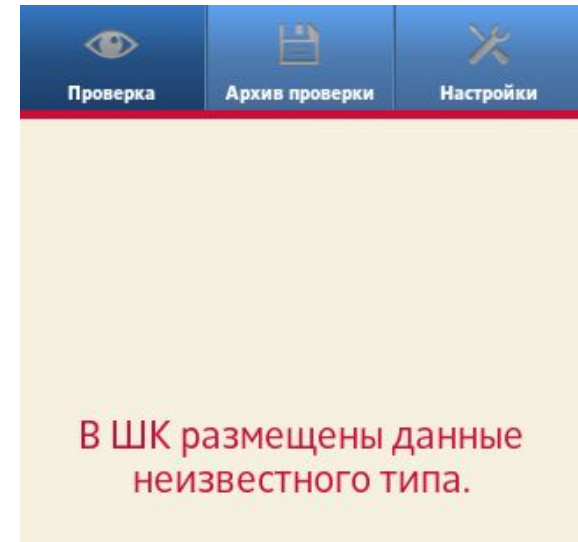 Проверка Архив проверки Настройки
В ШК размещены данные
неизвестного типа.